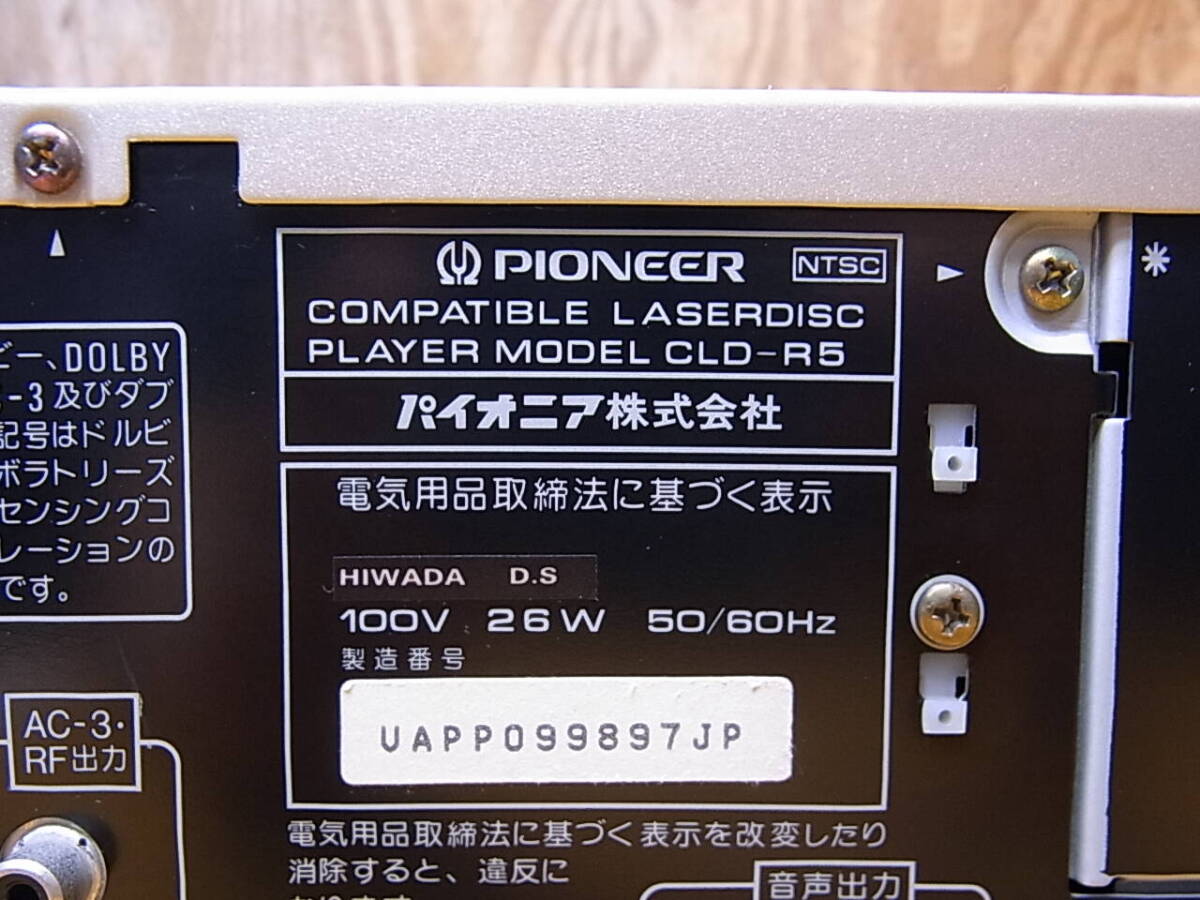 PIONEER NTSC
COMPATIBLE LASERDISC
PLAYER MODEL CLD-R5
パイオニア株式会社
電気用品取締法に基づく表示
HIWADA D.S
100V 26W 50/60Hz
製造番号
UAPP099897JP
電気用品取締法に基づく表示を改変したり
消除すると、違反に
ビー、DOLBY
-3及びダブ
記号はドルビ
ボラトリーズ
センシングコ
レーションの
です。
AC-3・
RF出力
音声出力